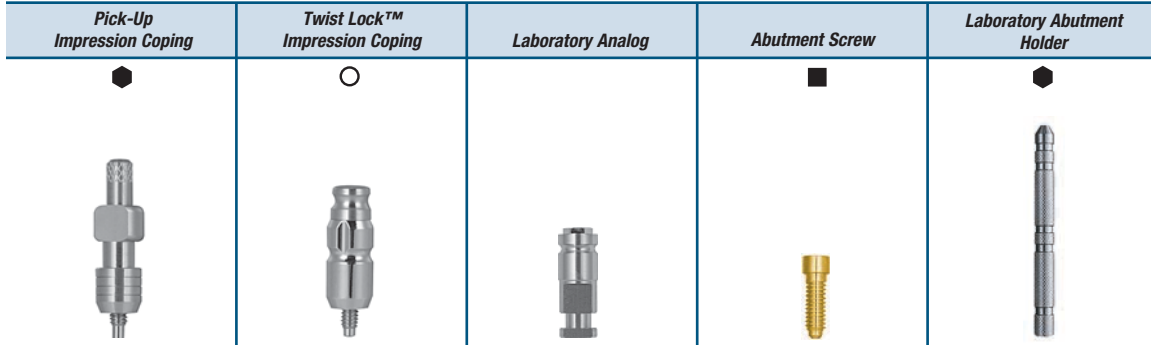 Pick-Up
Impression Coping
Twist Lock™
Impression Coping
Laboratory Analog
Abutment Screw
Laboratory Abutment
Holder